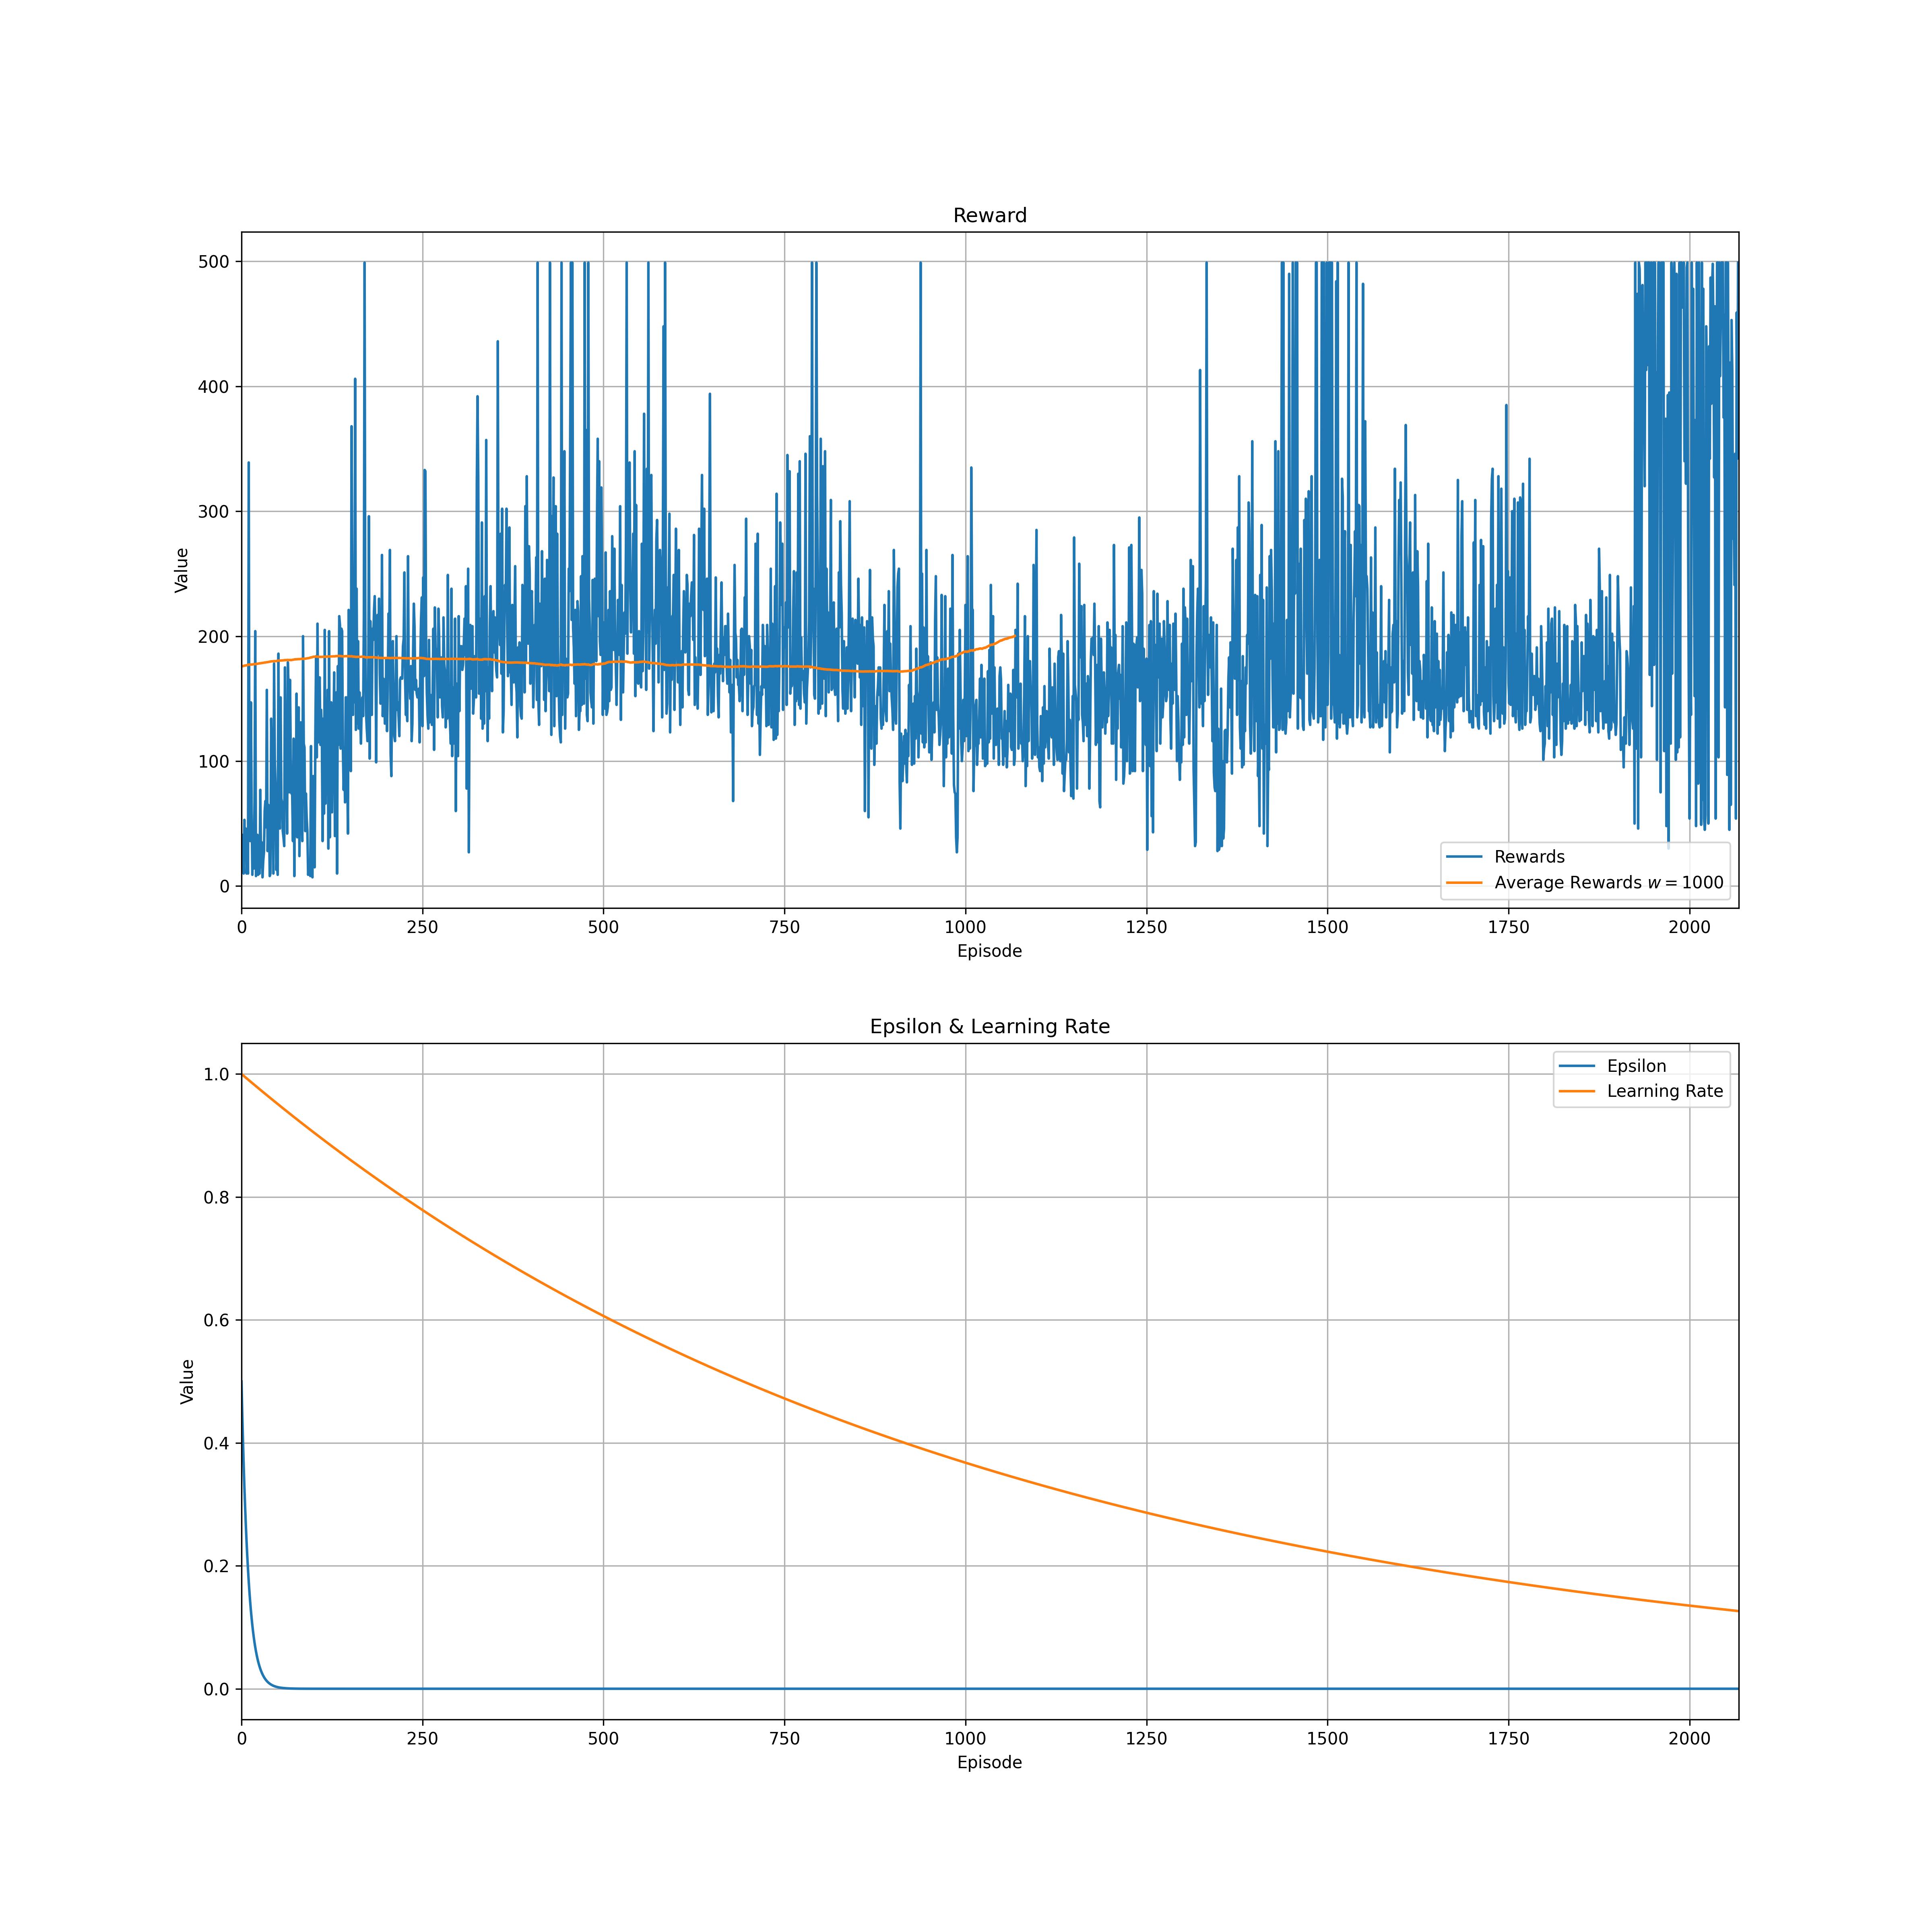 Reward
500
400
300
200
100
0
Value
0 250 500 750 1000 1250 1500 1750 2000
Episode
Rewards
Average Rewards w = 1000
Epsilon & Learning Rate
1.0
0.8
0.6
0.4
0.2
0.0
Value
0 250 500 750 1000 1250 1500 1750 2000
Episode
Epsilon
Learning Rate